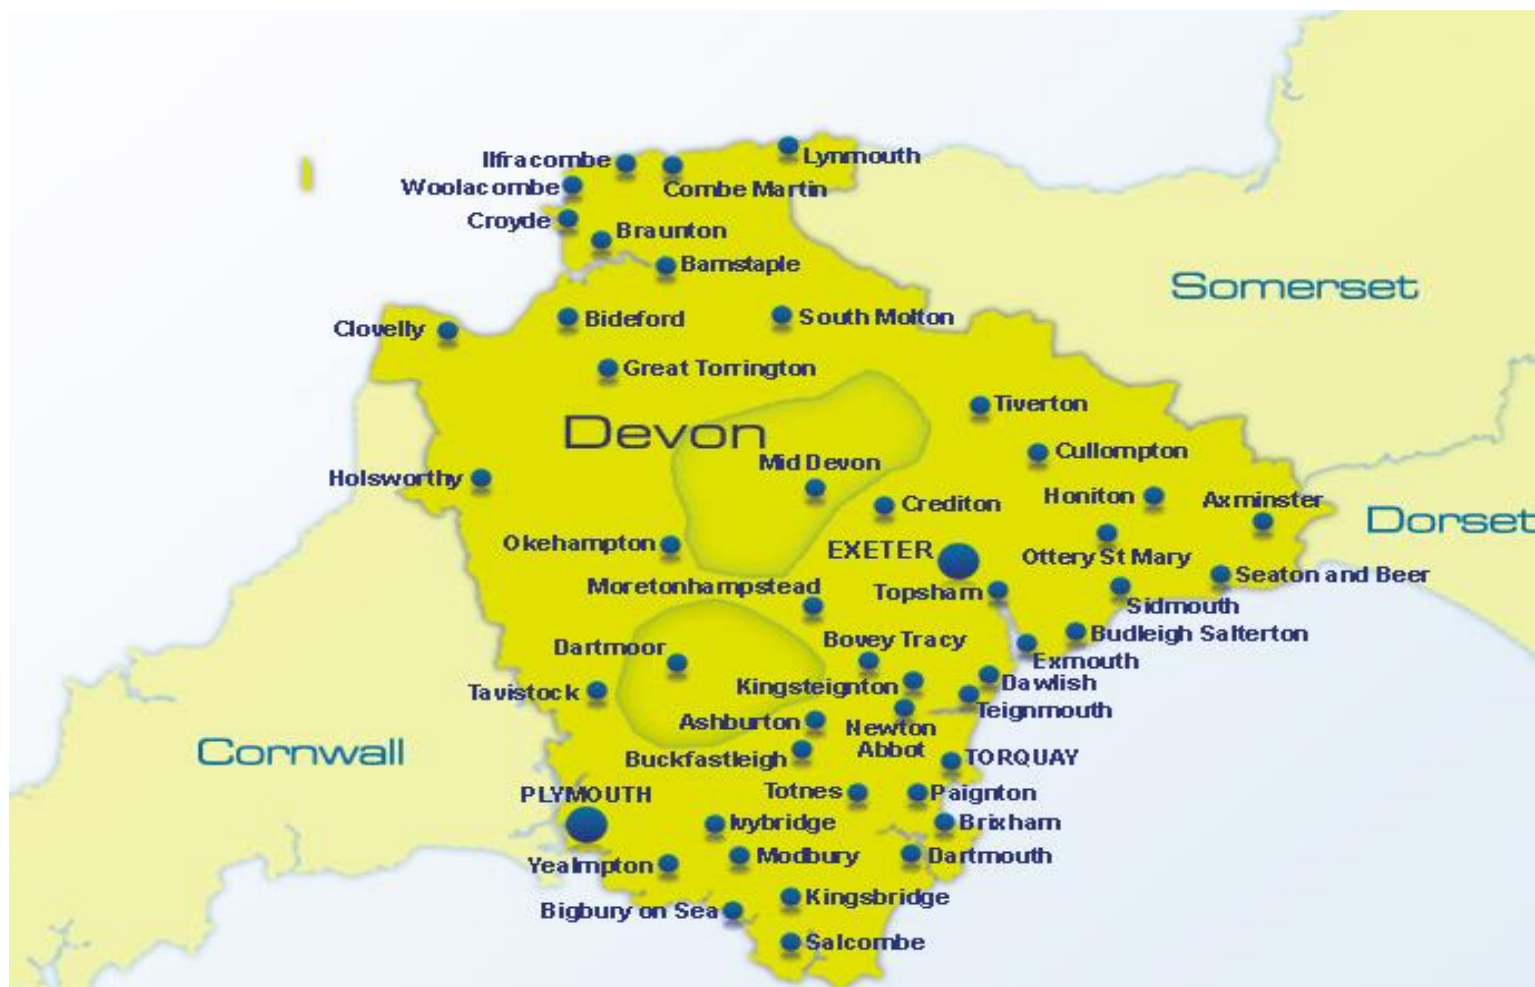 Ilfracombe
Lynmouth
Woolacombe
Combe Martin
Croyde
Braunton
Barnstaple
Somerset
Clovelly
Bideford
South Molton
Great Torrington
Tiverton
Devon
Cullompton
Mid Devon
Holsworthy
Honiton
Axminster
Crediton
Dorset
Okehampton
EXETER
Ottery St Mary
Seaton and Beer
Moretonhampstead
Topsham
Sidmouth
Budleigh Salterton
Bovey Tracy
Dartmoor
Exmouth
Dawlish
Kingsteignton
Tavistock
Teignmouth
Ashburton
Newton
Abbot
Cornwall
Buckfastleigh
TORQUAY
PLYMOUTH
Totnes
Paignton
Ivybridge
Brixham
Modbury
Dartmouth
Yealmpton
Kingsbridge
Bigbury on Sea
Salcombe